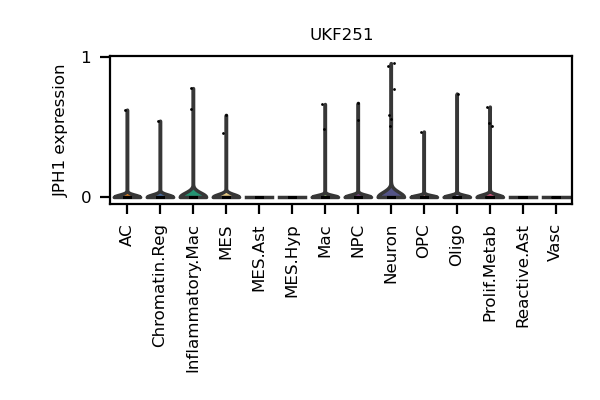 UKF251
JPH1 expression
1
0
AC
Chromatin.Reg
Inflammatory.Mac
MES
MES.Ast
MES.Hyp
Mac
NPC
Neuron
OPC
Oligo
Prolif.Metab
Reactive.Ast
Vasc